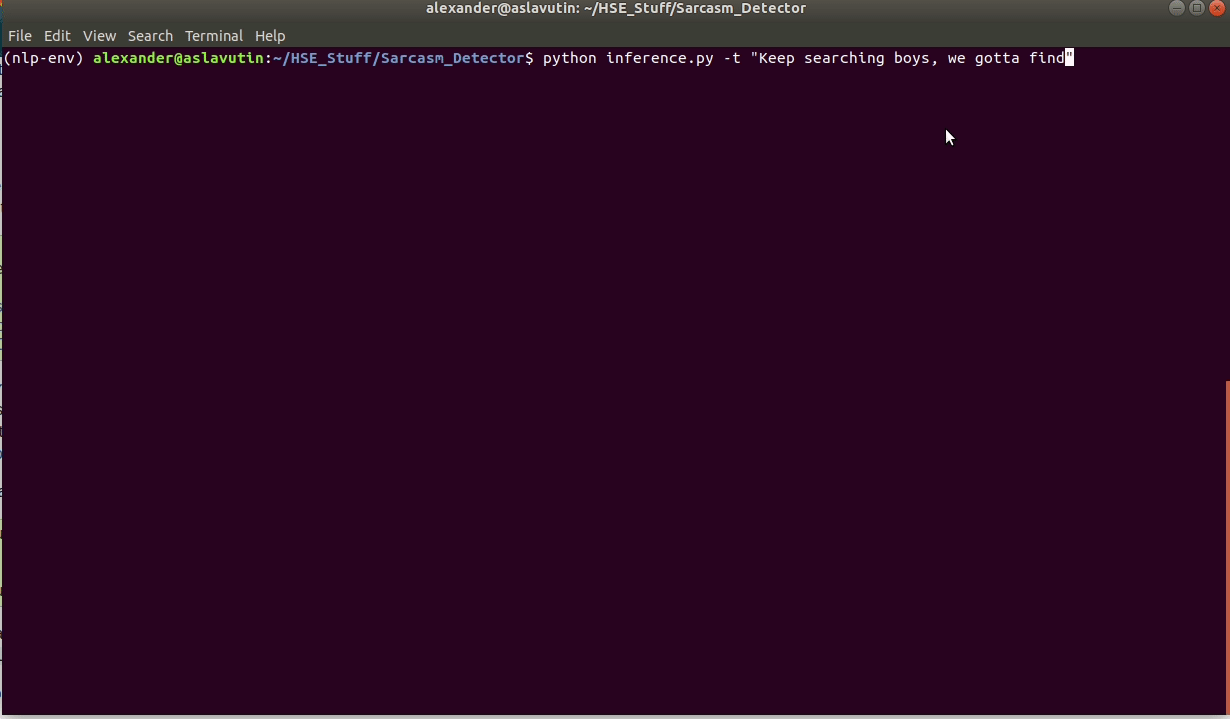 alexander@aslavutin: ~/HSE_Stuff/Sarcasm_Detector
File Edit View Search Terminal Help
(nlp-env) alexander@aslavutin:~/HSE_Stuff/Sarcasm_Detector$ python inference.py -t "Keep searching boys, we gotta find"